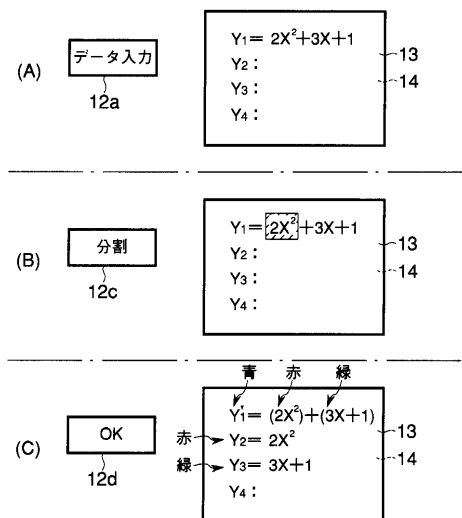 (A)
データ入力
12a
Y₁= 2X²+3X+1
Y₂:
Y₃:
Y₄:
13
14
(B)
分割
12c
Y₁= 2X²+3X+1
Y₂:
Y₃:
Y₄:
13
14
(C)
OK
12d
青 赤 緑
Y₁= (2X²)+(3X+1)
赤 Y₂= 2X²
緑 Y₃= 3X+1
Y₄:
13
14